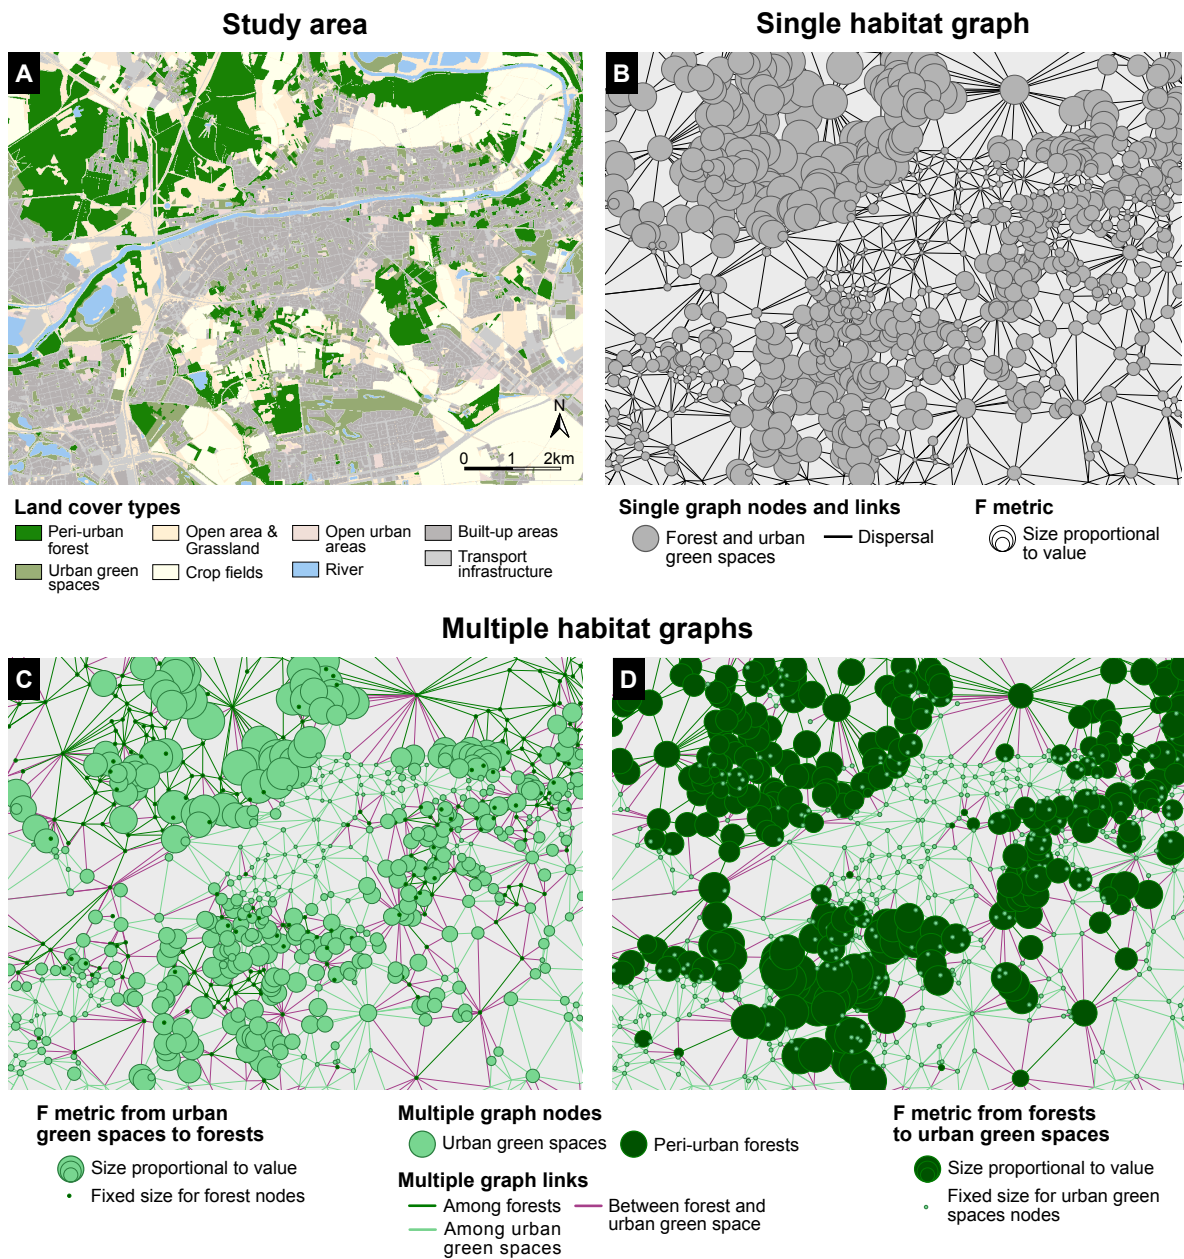 Study area
Single habitat graph
A
B
N
0 1 2km
Land cover types
Peri-urban
forest
Open area &
Grassland
Open urban
areas
Built-up areas
Urban green
spaces
Crop fields
River
Transport
infrastructure
Single graph nodes and links
Forest and urban
green spaces
Dispersal
F metric
Size proportional
to value
Multiple habitat graphs
C
D
F metric from urban
green spaces to forests
Size proportional to value
Fixed size for forest nodes
Multiple graph nodes
Urban green spaces
Peri-urban forests
Multiple graph links
Among forests
Between forest and
urban green space
Among urban
green spaces
F metric from forests
to urban green spaces
Size proportional to value
Fixed size for urban green
spaces nodes